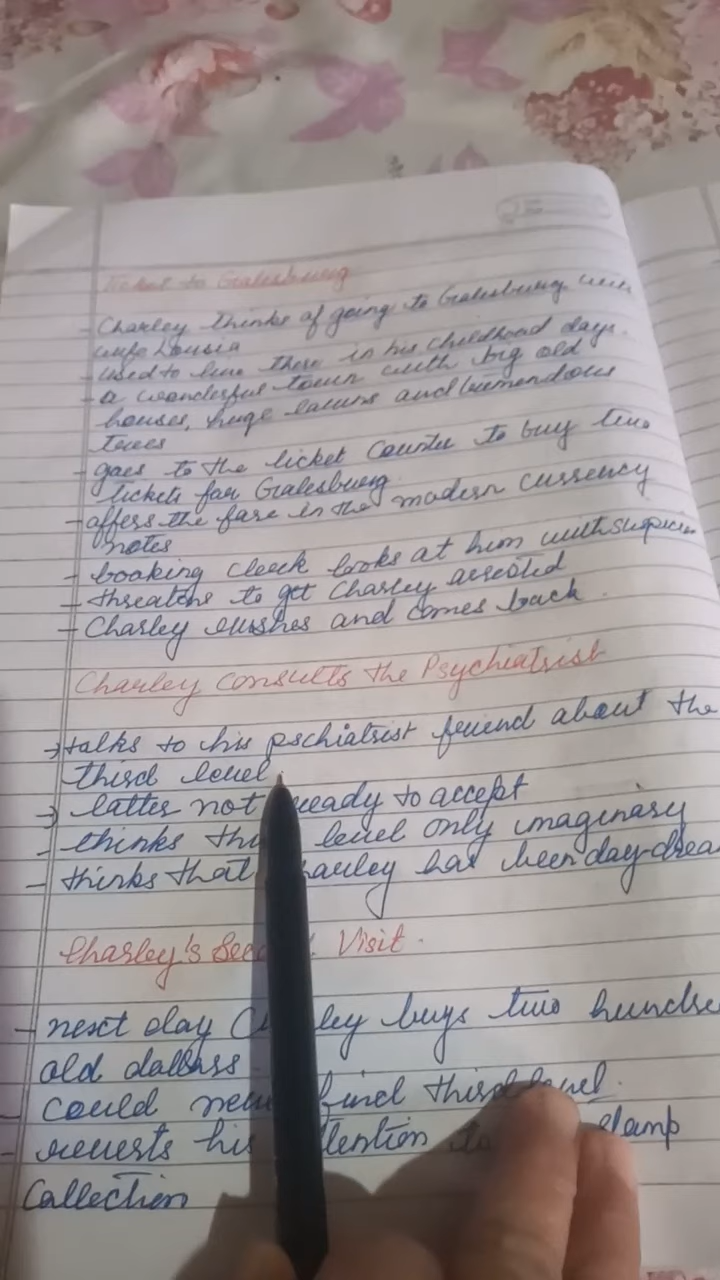 Ticket to Galesburg
- Charley thinks of going to Galesburg with
wife Lousia
- used to live there in his childhood days.
- a wonderful town with big old
houses, huge lawns and tremendous
trees
- goes to the ticket Counter to buy two
tickets for Galesburg
- offers the fare in the modern currency
notes
- booking clerk looks at him with suspicion
- threatens to get Charley arrested
- Charley rushes and comes back.
Charley Consults the Psychiatrist
→ talks to his pschiatrist friend about the
third level
→ latter not ready to accept
- thinks level only imaginary
- thinks that Charley has been day-drea
Charley's Visit.
- next day buys two hundre
old dollars
- could find third level.
- reverts his stamp
Collection